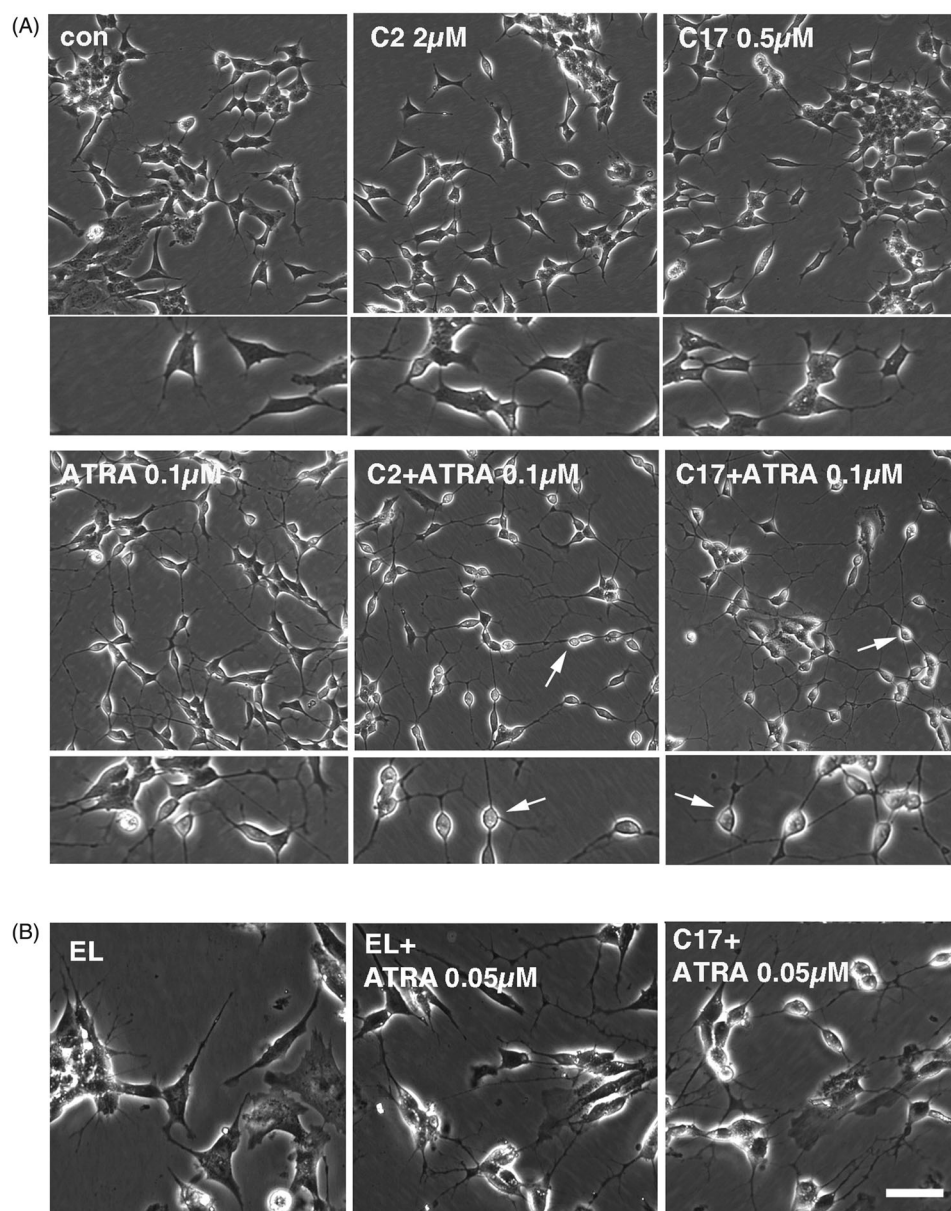 (A)
con
C2 2µM
C17 0.5µM
ATRA 0.1µM
C2+ATRA 0.1µM
C17+ATRA 0.1µM
(B)
EL
EL+
ATRA 0.05µM
C17+
ATRA 0.05µM